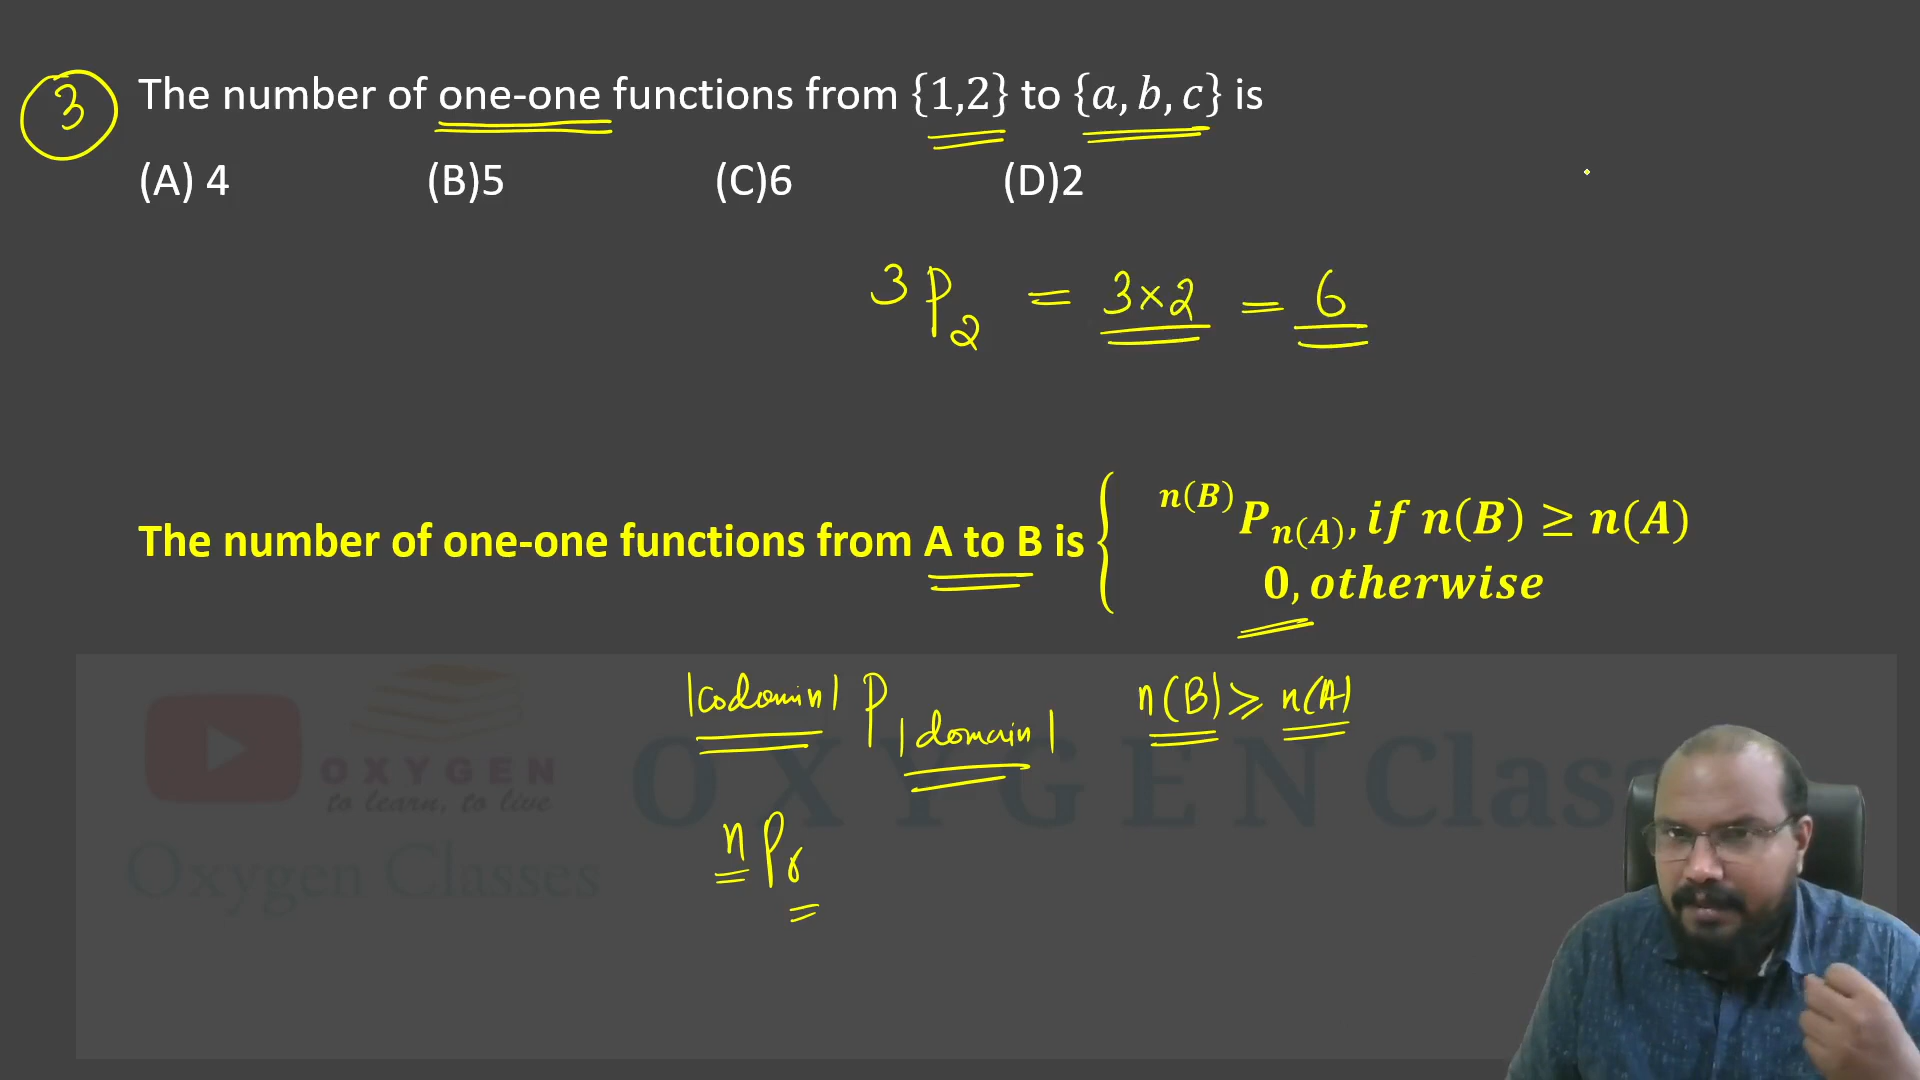 3 The number of one-one functions from {1,2} to {a, b, c} is
(A) 4 (B)5 (C)6 (D)2
3P2 = 3×2 = 6
The number of one-one functions from A to B is { n(B)Pn(A), if n(B) ≥ n(A)
0, otherwise
|codomin| P |domain| n(B) ⩾ n(A)
OXYGEN
to learn, to live
OXYGEN Classe
nPr
Oxygen Classes